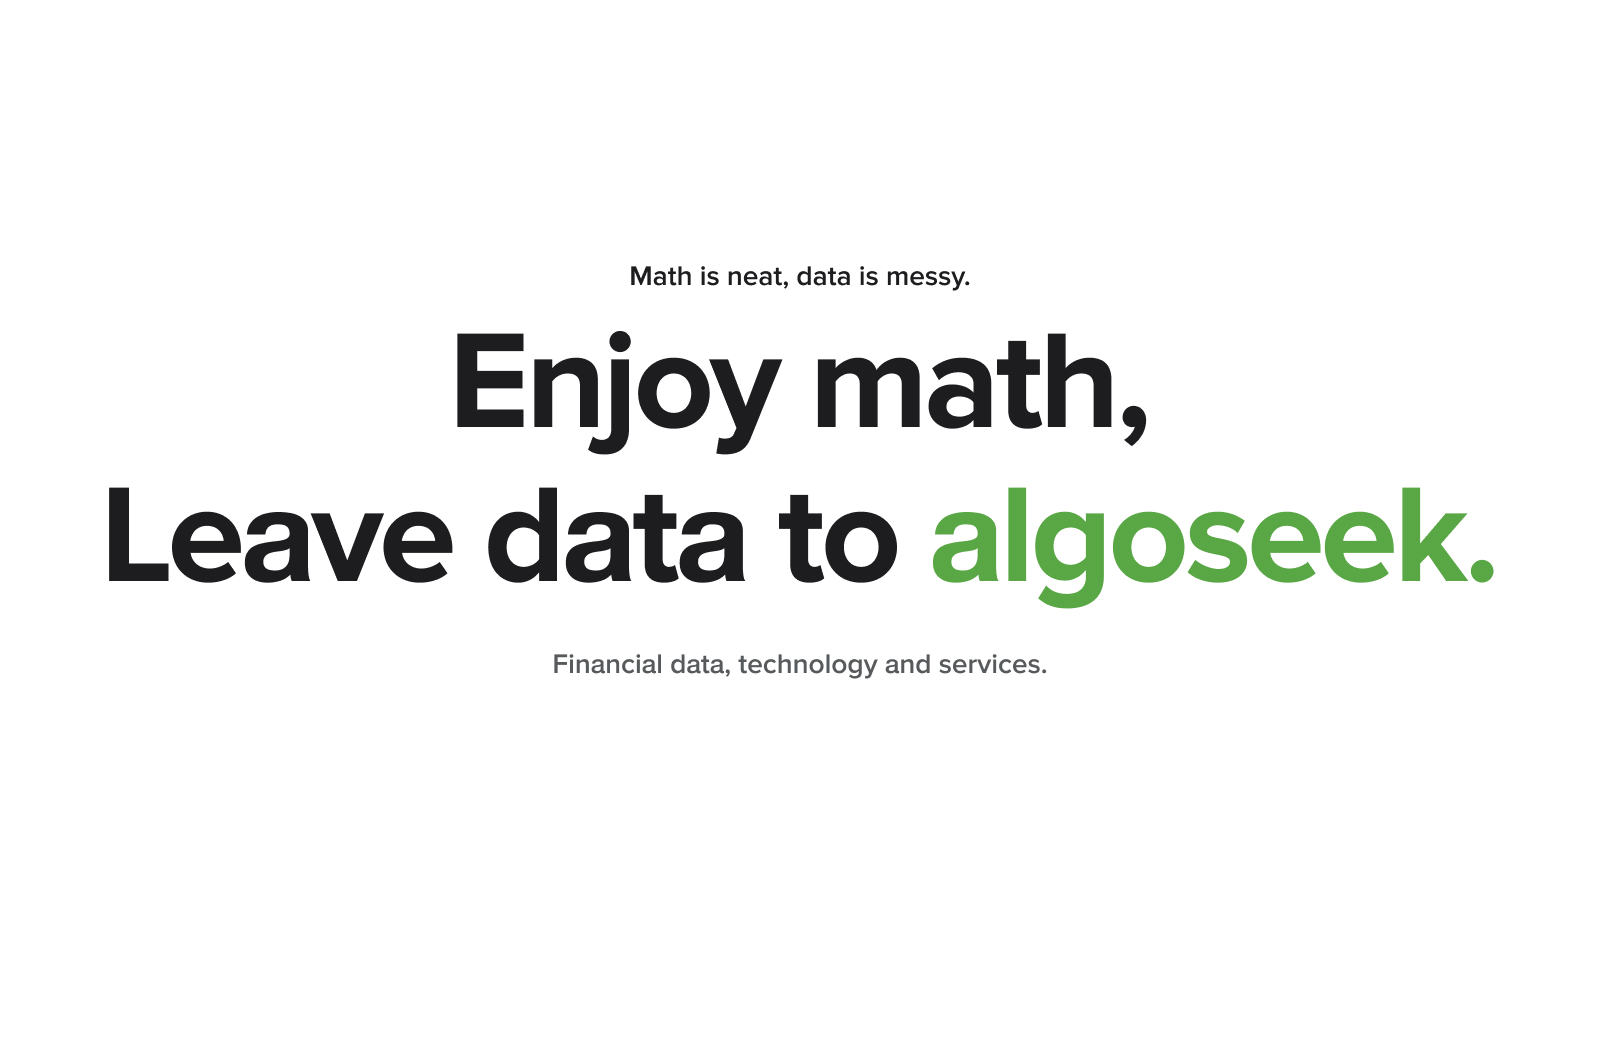 Math is neat, data is messy.
Enjoy math,
Leave data to algoseek.
Financial data, technology and services.